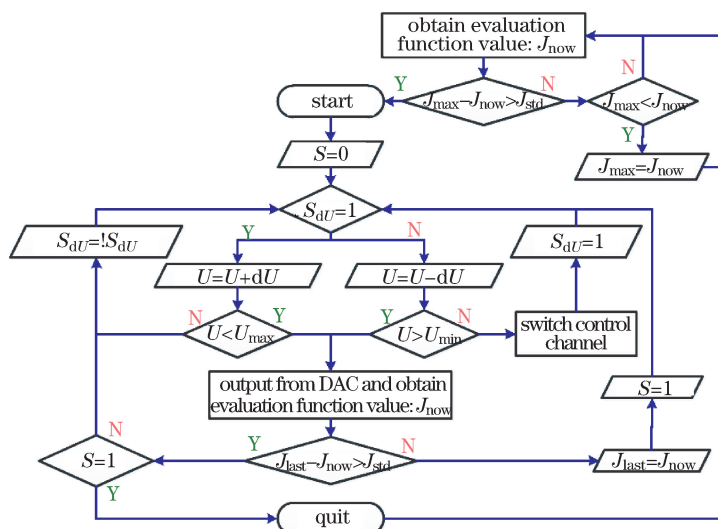 obtain evaluation
function value: Jnow
Y
N
N
start
Jmax−Jnow>Jstd
Jmax<Jnow
Y
S=0
Jmax=Jnow
SdU=1
Y
N
SdU=!SdU
SdU=1
U=U+dU
U=U−dU
N
Y
Y
N
U<Umax
U>Umin
switch control
channel
output from DAC and obtain
evaluation function value: Jnow
S=1
N
Y
N
S=1
Jlast−Jnow>Jstd
Jlast=Jnow
Y
quit